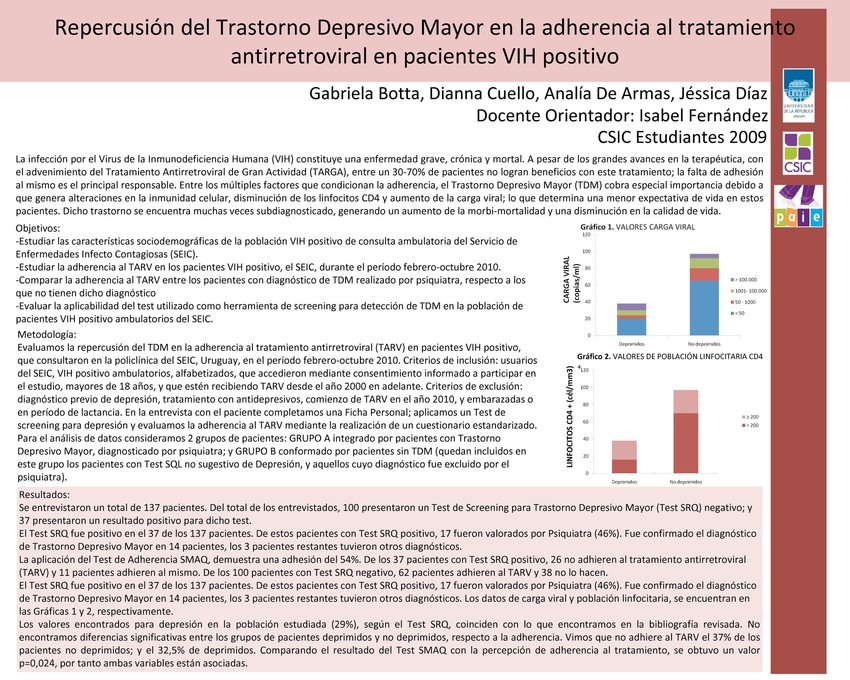 Repercusión del Trastorno Depresivo Mayor en la adherencia al tratamiento
antirretroviral en pacientes VIH positivo
Gabriela Botta, Dianna Cuello, Analía De Armas, Jéssica Díaz
Docente Orientador: Isabel Fernández
CSIC Estudiantes 2009
UNIVERSIDAD
DE LA REPÚBLICA
URUGUAY
CSIC
paie
La infección por el Virus de la Inmunodeficiencia Humana (VIH) constituye una enfermedad grave, crónica y mortal. A pesar de los grandes avances en la terapéutica, con
el advenimiento del Tratamiento Antirretroviral de Gran Actividad (TARGA), entre un 30-70% de pacientes no logran beneficios con este tratamiento; la falta de adhesión
al mismo es el principal responsable. Entre los múltiples factores que condicionan la adherencia, el Trastorno Depresivo Mayor (TDM) cobra especial importancia debido a
que genera alteraciones en la inmunidad celular, disminución de los linfocitos CD4 y aumento de la carga viral; lo que determina una menor expectativa de vida en estos
pacientes. Dicho trastorno se encuentra muchas veces subdiagnosticado, generando un aumento de la morbi-mortalidad y una disminución en la calidad de vida.
Objetivos:
-Estudiar las características sociodemográficas de la población VIH positivo de consulta ambulatoria del Servicio de
Enfermedades Infecto Contagiosas (SEIC).
-Estudiar la adherencia al TARV en los pacientes VIH positivo, el SEIC, durante el período febrero-octubre 2010.
-Comparar la adherencia al TARV entre los pacientes con diagnóstico de TDM realizado por psiquiatra, respecto a los
que no tienen dicho diagnóstico
-Evaluar la aplicabilidad del test utilizado como herramienta de screening para detección de TDM en la población de
pacientes VIH positivo ambulatorios del SEIC.
Metodología:
Evaluamos la repercusión del TDM en la adherencia al tratamiento antirretroviral (TARV) en pacientes VIH positivo,
que consultaron en la policlínica del SEIC, Uruguay, en el período febrero-octubre 2010. Criterios de inclusión: usuarios
del SEIC, VIH positivo ambulatorios, alfabetizados, que accedieron mediante consentimiento informado a participar en
el estudio, mayores de 18 años, y que estén recibiendo TARV desde el año 2000 en adelante. Criterios de exclusión:
diagnóstico previo de depresión, tratamiento con antidepresivos, comienzo de TARV en el año 2010, y embarazadas o
en período de lactancia. En la entrevista con el paciente completamos una Ficha Personal; aplicamos un Test de
screening para depresión y evaluamos la adherencia al TARV mediante la realización de un cuestionario estandarizado.
Para el análisis de datos consideramos 2 grupos de pacientes: GRUPO A integrado por pacientes con Trastorno
Depresivo Mayor, diagnosticado por psiquiatra; y GRUPO B conformado por pacientes sin TDM (quedan incluidos en
este grupo los pacientes con Test SQL no sugestivo de Depresión, y aquellos cuyo diagnóstico fue excluido por el
psiquiatra).
Gráfico 1. VALORES CARGA VIRAL
CARGA VIRAL
(copias/ml)
120
100
80
60
40
20
0
Deprimidos
No deprimidos
> 100.000
1001- 100.000
50 - 1000
< 50
Gráfico 2. VALORES DE POBLACIÓN LINFOCITARIA CD4
+
LINFOCITOS CD4 + (cél/mm3)
120
100
80
60
40
20
0
Deprimidos
No deprimidos
≥ 200
< 200
Resultados:
Se entrevistaron un total de 137 pacientes. Del total de los entrevistados, 100 presentaron un Test de Screening para Trastorno Depresivo Mayor (Test SRQ) negativo; y
37 presentaron un resultado positivo para dicho test.
El Test SRQ fue positivo en el 37 de los 137 pacientes. De estos pacientes con Test SRQ positivo, 17 fueron valorados por Psiquiatra (46%). Fue confirmado el diagnóstico
de Trastorno Depresivo Mayor en 14 pacientes, los 3 pacientes restantes tuvieron otros diagnósticos.
La aplicación del Test de Adherencia SMAQ, demuestra una adhesión del 54%. De los 37 pacientes con Test SRQ positivo, 26 no adhieren al tratamiento antirretroviral
(TARV) y 11 pacientes adhieren al mismo. De los 100 pacientes con Test SRQ negativo, 62 pacientes adhieren al TARV y 38 no lo hacen.
El Test SRQ fue positivo en el 37 de los 137 pacientes. De estos pacientes con Test SRQ positivo, 17 fueron valorados por Psiquiatra (46%). Fue confirmado el diagnóstico
de Trastorno Depresivo Mayor en 14 pacientes, los 3 pacientes restantes tuvieron otros diagnósticos. Los datos de carga viral y población linfocitaria, se encuentran en
las Gráficas 1 y 2, respectivamente.
Los valores encontrados para depresión en la población estudiada (29%), según el Test SRQ, coinciden con lo que encontramos en la bibliografía revisada. No
encontramos diferencias significativas entre los grupos de pacientes deprimidos y no deprimidos, respecto a la adherencia. Vimos que no adhiere al TARV el 37% de los
pacientes no deprimidos; y el 32,5% de deprimidos. Comparando el resultado del Test SMAQ con la percepción de adherencia al tratamiento, se obtuvo un valor
p=0,024, por tanto ambas variables están asociadas.